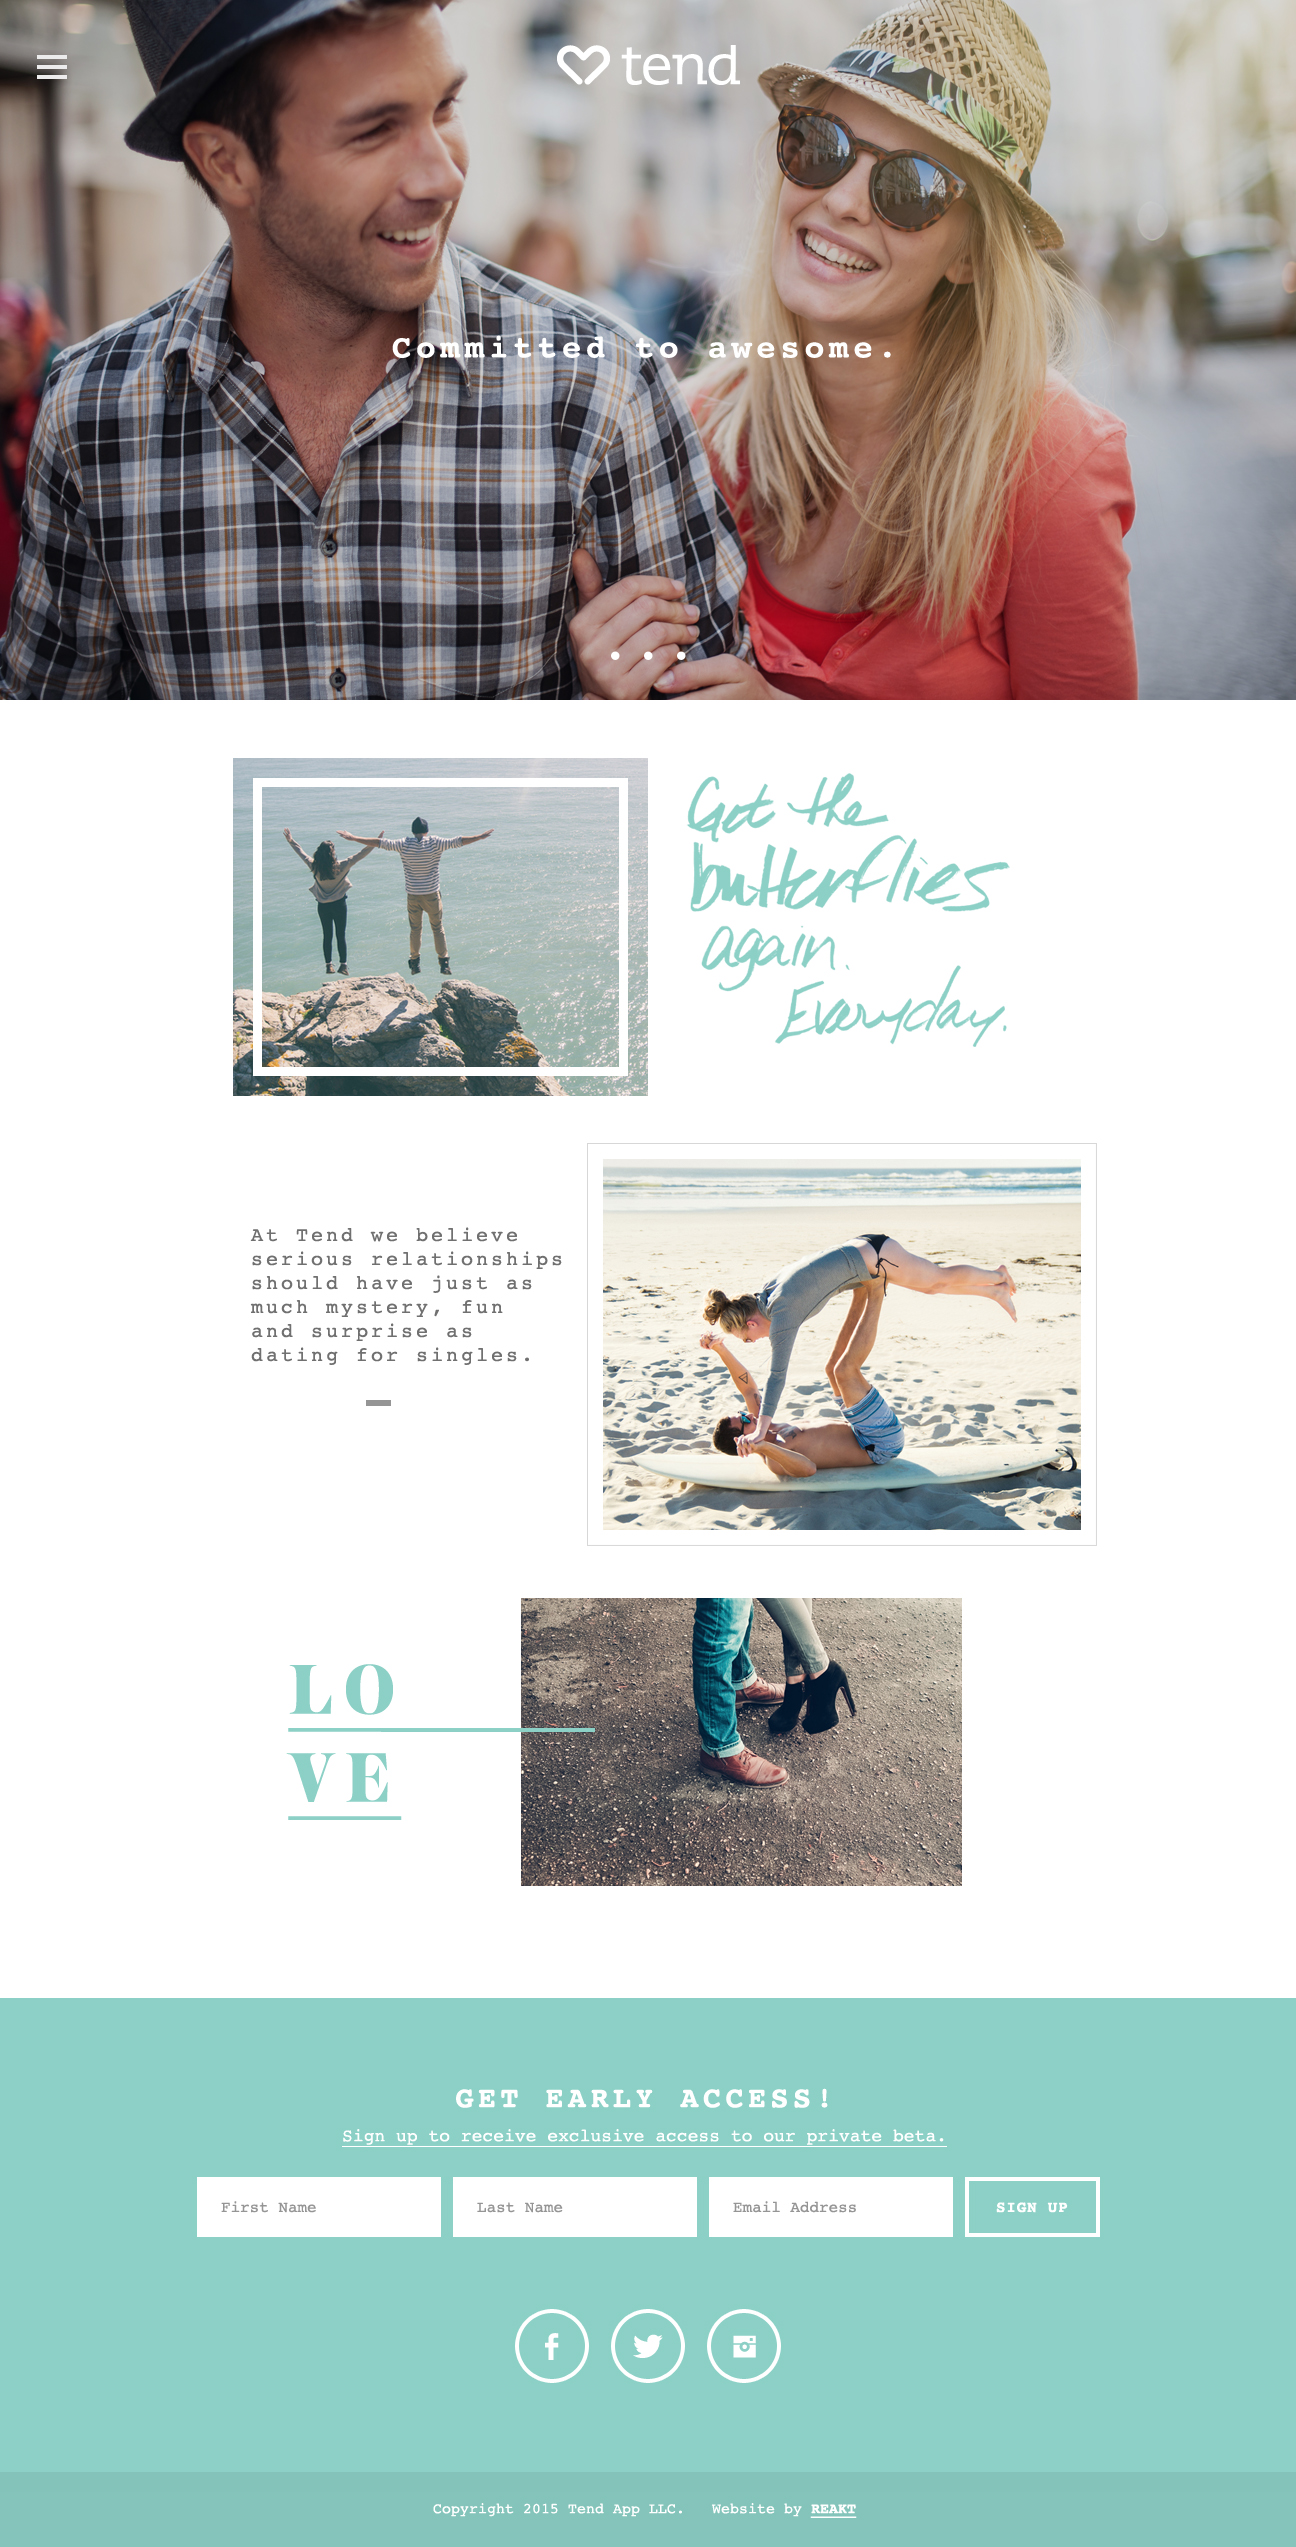 tend
Committed to awesome.
Got the
butterflies
again.
Everyday.
At Tend we believe
serious relationships
should have just as
much mystery, fun
and surprise as
dating for singles.
LO
VE
GET EARLY ACCESS!
Sign up to receive exclusive access to our private beta.
First Name Last Name Email Address SIGN UP
Copyright 2015 Tend App LLC. Website by REAKT